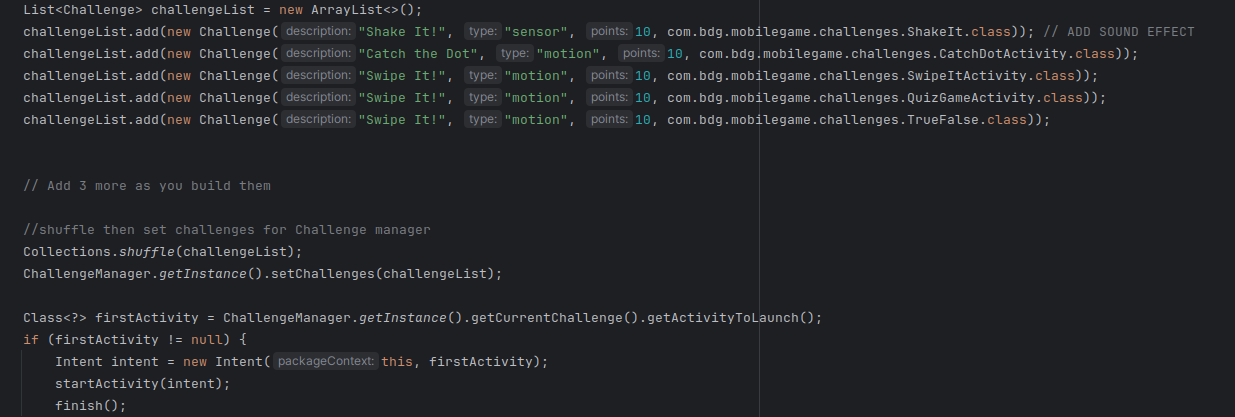 List<Challenge> challengeList = new ArrayList<>();
challengeList.add(new Challenge( description: "Shake It!", type: "sensor", points: 10, com.bdg.mobilegame.challenges.ShakeIt.class)); // ADD SOUND EFFECT
challengeList.add(new Challenge( description: "Catch the Dot", type: "motion", points: 10, com.bdg.mobilegame.challenges.CatchDotActivity.class));
challengeList.add(new Challenge( description: "Swipe It!", type: "motion", points: 10, com.bdg.mobilegame.challenges.SwipeItActivity.class));
challengeList.add(new Challenge( description: "Swipe It!", type: "motion", points: 10, com.bdg.mobilegame.challenges.QuizGameActivity.class));
challengeList.add(new Challenge( description: "Swipe It!", type: "motion", points: 10, com.bdg.mobilegame.challenges.TrueFalse.class));
// Add 3 more as you build them
//shuffle then set challenges for Challenge manager
Collections.shuffle(challengeList);
ChallengeManager.getInstance().setChallenges(challengeList);
Class<?> firstActivity = ChallengeManager.getInstance().getCurrentChallenge().getActivityToLaunch();
if (firstActivity != null) {
Intent intent = new Intent( packageContext: this, firstActivity);
startActivity(intent);
finish();